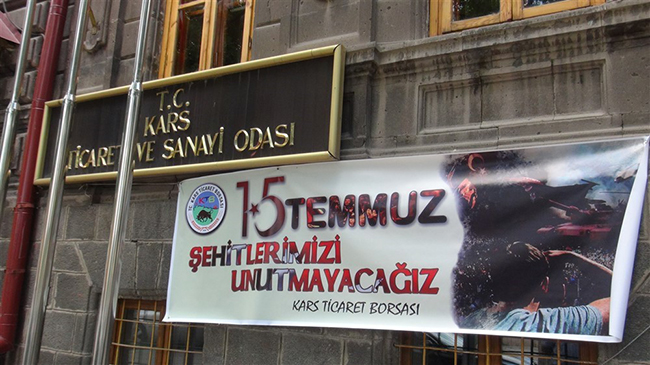 T.C.
KARS
TİCARET VE SANAYİ ODASI
15 TEMMUZ
ŞEHİTLERİMİZİ
UNUTMAYACAĞIZ
KARS TİCARET BORSASI